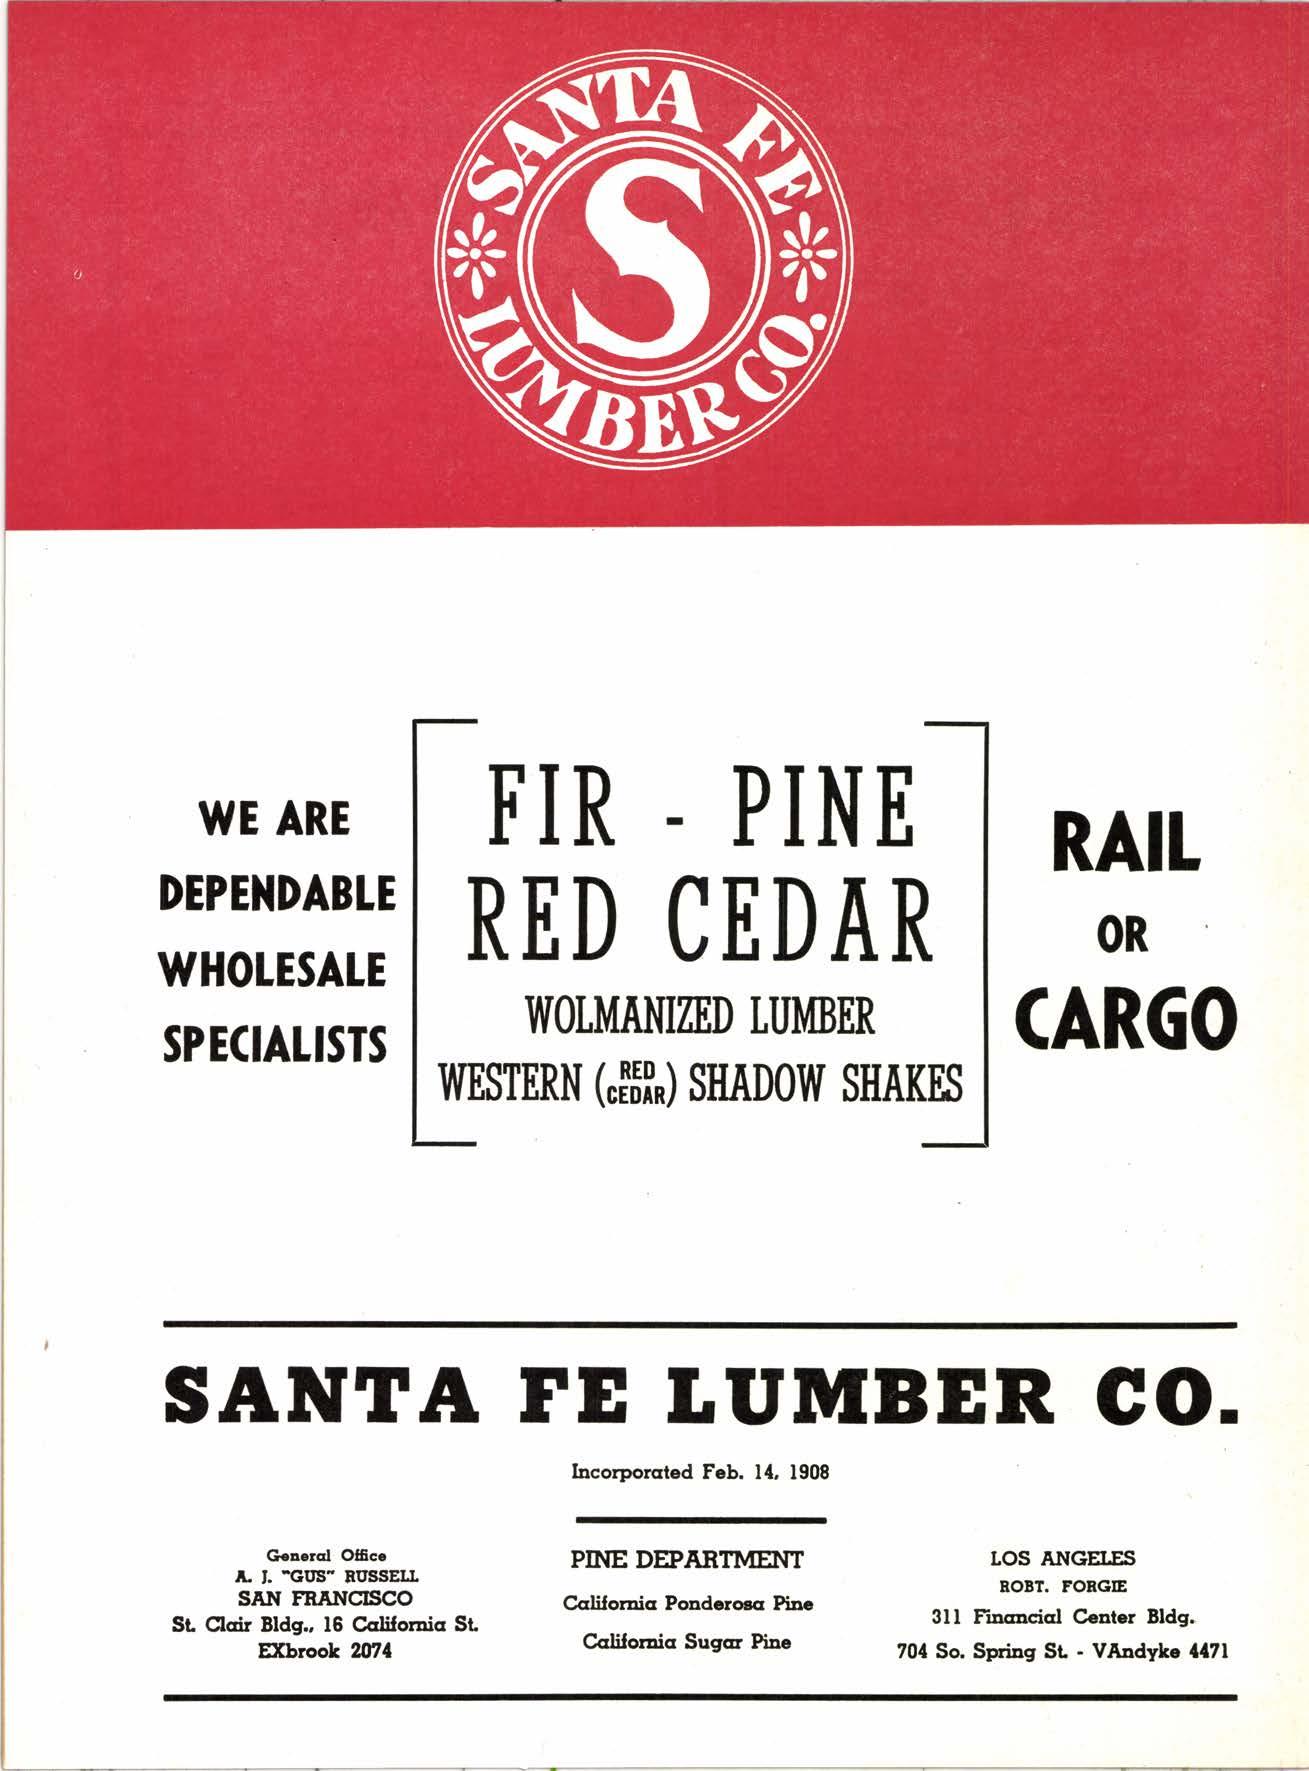 SANTA FE
S
LUMBER CO.
WE ARE
DEPENDABLE
WHOLESALE
SPECIALISTS
FIR - PINE
RED CEDAR
WOLMANIZED LUMBER
WESTERN (RED CEDAR) SHADOW SHAKES
RAIL
OR
CARGO
SANTA FE LUMBER CO.
Incorporated Feb. 14, 1908
General Office
A. J. "GUS" RUSSELL
SAN FRANCISCO
St. Clair Bldg., 16 California St.
EXbrook 2074
PINE DEPARTMENT
California Ponderosa Pine
California Sugar Pine
LOS ANGELES
ROBT. FORGIE
311 Financial Center Bldg.
704 So. Spring St. - VAndyke 4471